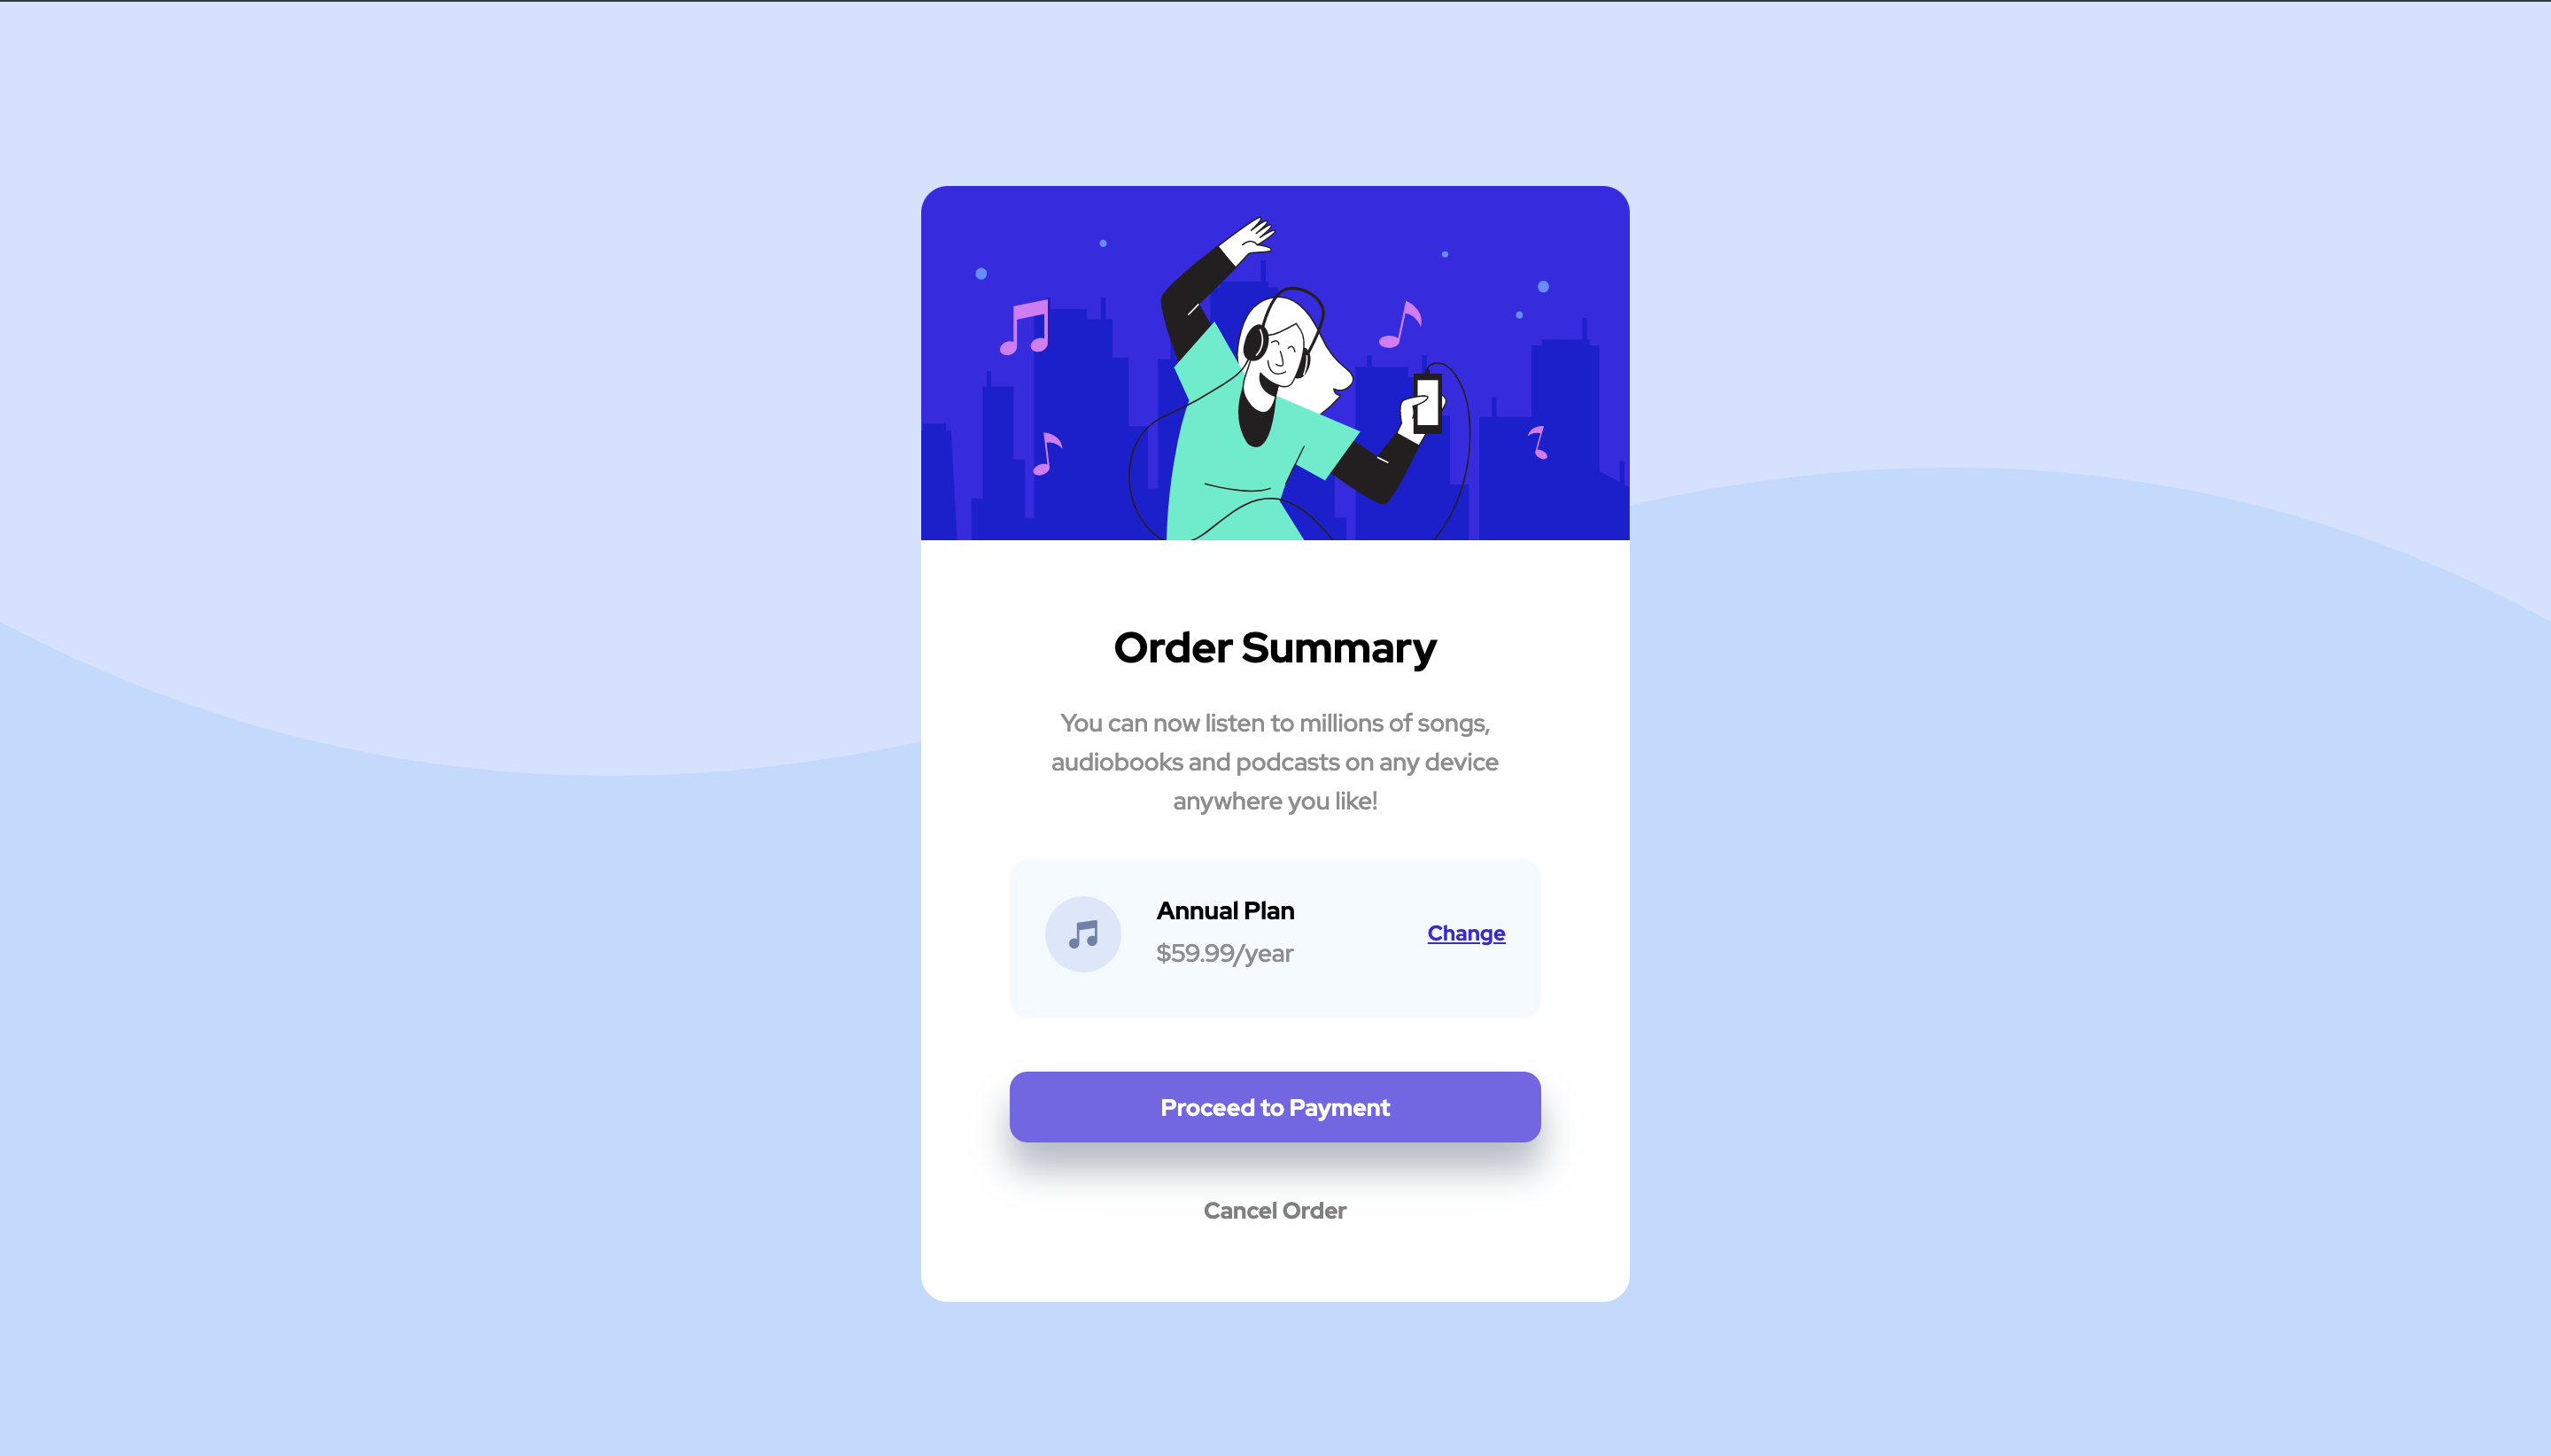 Order Summary
You can now listen to millions of songs,
audiobooks and podcasts on any device
anywhere you like!
Annual Plan
$59.99/year
Change
Proceed to Payment
Cancel Order